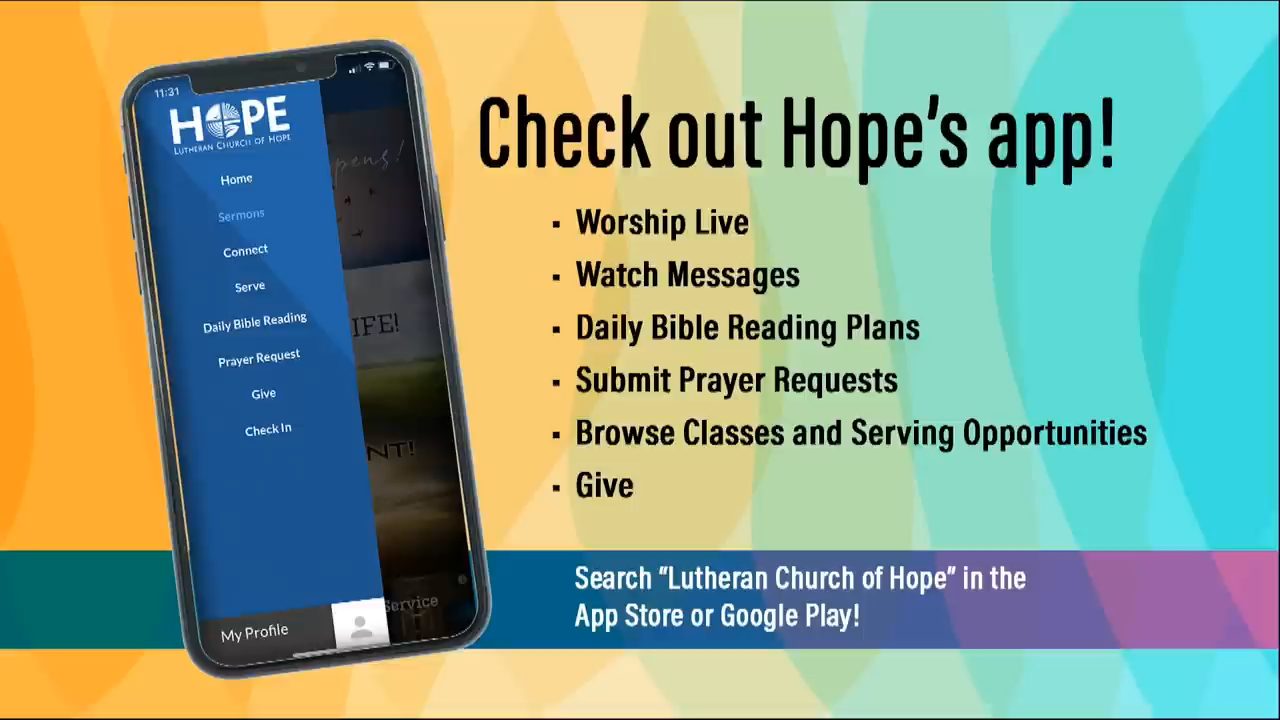 11:31
HOPE
LUTHERAN CHURCH OF HOPE
Home
Sermons
Connect
Serve
Daily Bible Reading
Prayer Request
Give
Check In
My Profile
IFE!
NT!
Service
Check out Hope's app!
- Worship Live
- Watch Messages
- Daily Bible Reading Plans
- Submit Prayer Requests
- Browse Classes and Serving Opportunities
- Give
Search "Lutheran Church of Hope" in the
App Store or Google Play!